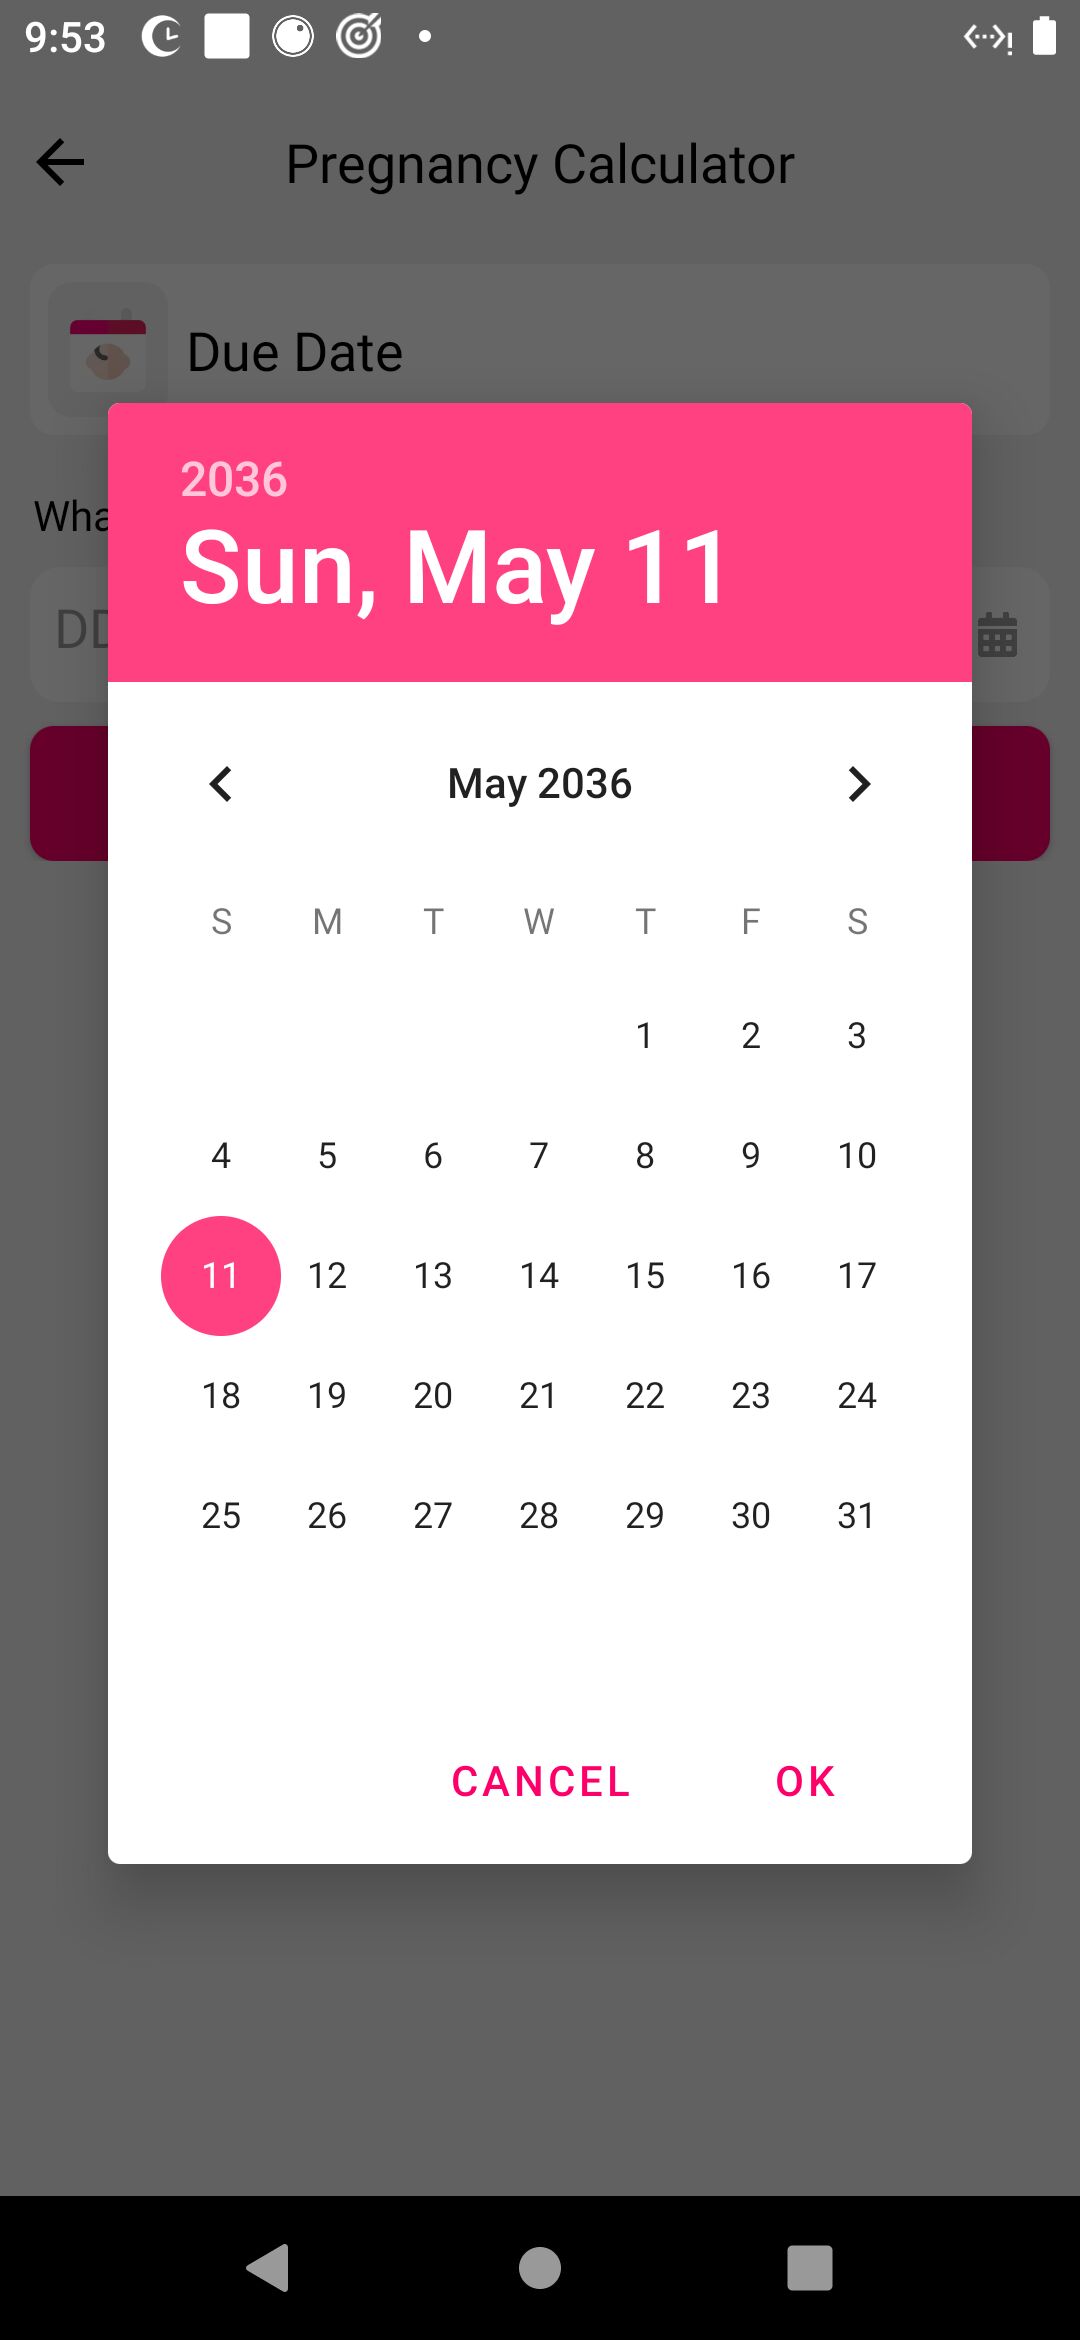 9:53
Pregnancy Calculator
Due Date
Wha
DD
2036
Sun, May 11
May 2036
S M T W T F S
1 2 3
4 5 6 7 8 9 10
11 12 13 14 15 16 17
18 19 20 21 22 23 24
25 26 27 28 29 30 31
CANCEL OK